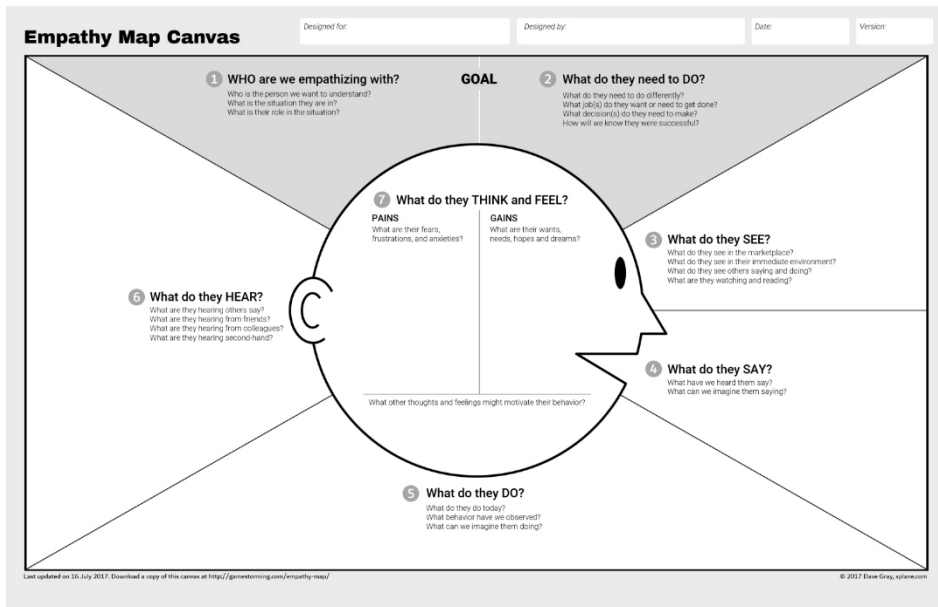 Empathy Map Canvas
Designed for:
Designed by:
Date:
Version:
1 WHO are we empathizing with?
Who is the person we want to understand?
What is the situation they are in?
What is their role in the situation?
GOAL
2 What do they need to DO?
What do they need to do differently?
What job(s) do they want or need to get done?
What decision(s) do they need to make?
How will we know they were successful?
3 What do they SEE?
What do they see in the marketplace?
What do they see in their immediate environment?
What do they see others saying and doing?
What are they watching and reading?
4 What do they SAY?
What have we heard them say?
What can we imagine them saying?
5 What do they DO?
What do they do today?
What behavior have we observed?
What can we imagine them doing?
6 What do they HEAR?
What are they hearing others say?
What are they hearing from friends?
What are they hearing from colleagues?
What are they hearing second-hand?
7 What do they THINK and FEEL?
PAINS
What are their fears,
frustrations, and anxieties?
GAINS
What are their wants,
needs, hopes and dreams?
What other thoughts and feelings might motivate their behavior?
Last updated on 16 July 2017. Download a copy of this canvas at http://gamestorming.com/empathy-map/
© 2017 Dave Gray, xplane.com